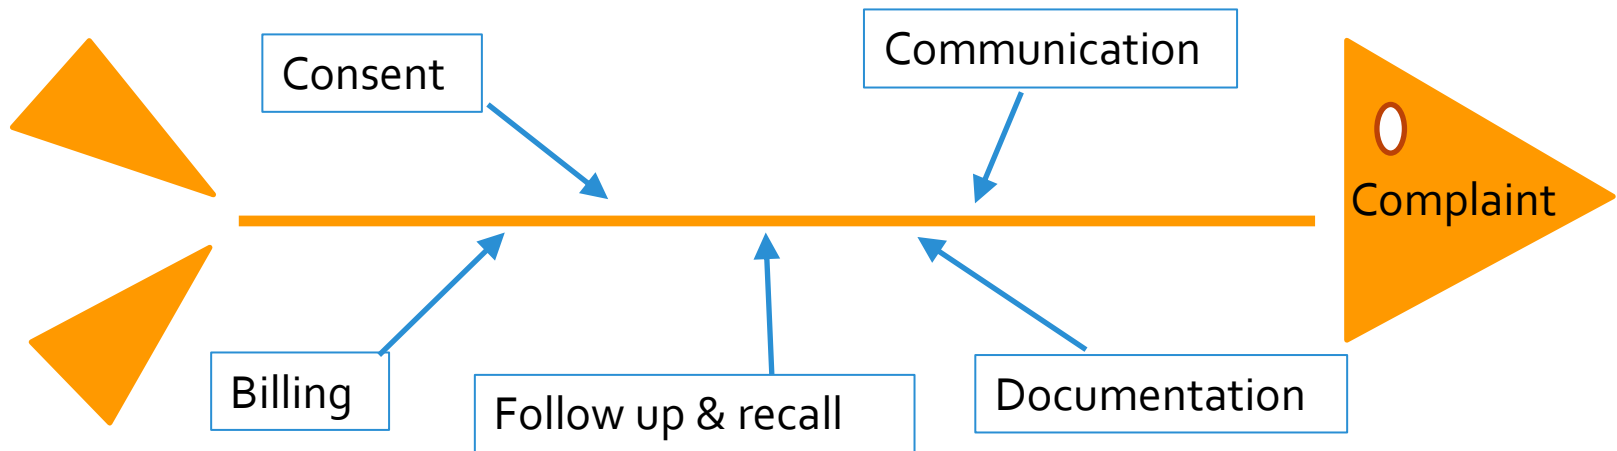 Consent
Communication
Complaint
Billing
Follow up & recall
Documentation